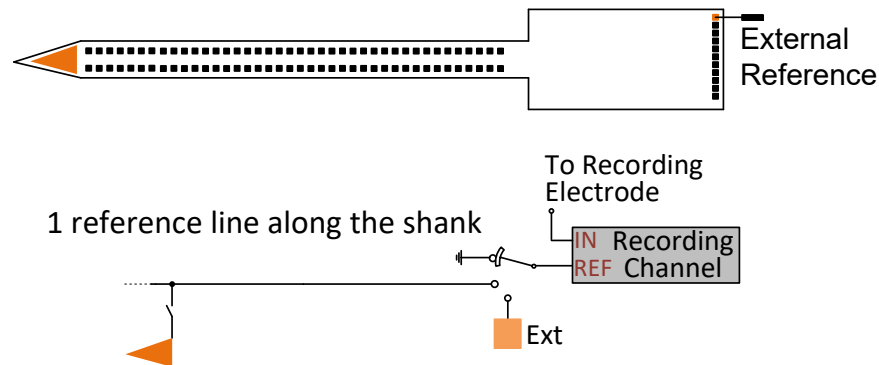 External
Reference
To Recording
Electrode
1 reference line along the shank
IN Recording
REF Channel
Ext